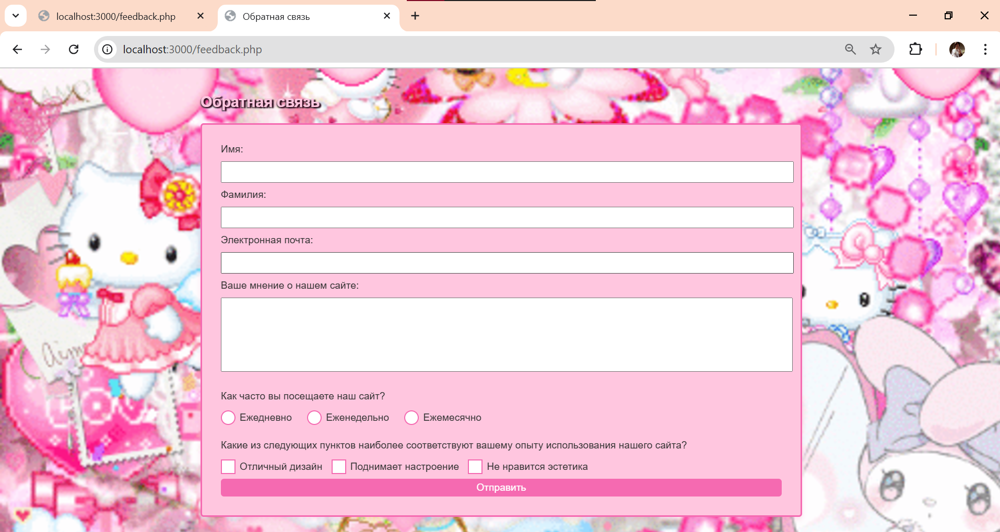 localhost:3000/feedback.php
Обратная связь
localhost:3000/feedback.php
AMO
Обратная связь
Имя:
Фамилия:
Электронная почта:
Ваше мнение о нашем сайте:
Как часто вы посещаете наш сайт?
Ежедневно Еженедельно Ежемесячно
Какие из следующих пунктов наиболее соответствуют вашему опыту использования нашего сайта?
Отличный дизайн Поднимает настроение Не нравится эстетика
Отправить